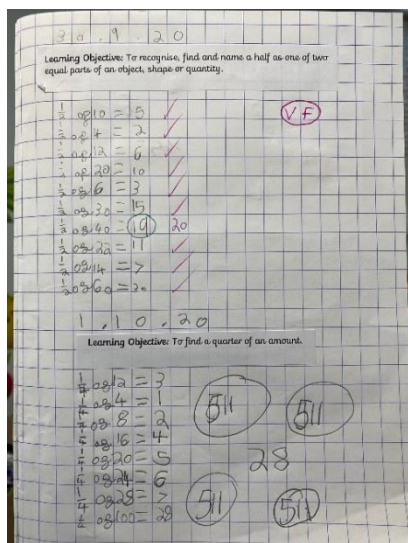 30.9.20
Learning Objective: To recognise, find and name a half as one of two
equal parts of an object, shape or quantity.
VF
1/2 of 10 = 5
1/2 of 4 = 2
1/2 of 12 = 6
1/2 of 20 = 10
1/2 of 6 = 3
1/2 of 30 = 15
1/2 of 40 = 19 20
1/2 of 22 = 11
1/2 of 14 = 7
1/2 of 60 = 30
1.10.20
Learning Objective: To find a quarter of an amount.
1/4 of 12 = 3
1/4 of 4 = 1
1/4 of 8 = 2
1/4 of 16 = 4
1/4 of 20 = 5
1/4 of 24 = 6
1/4 of 28 = 7
1/4 of 100 = 28
511 511
28
511 511